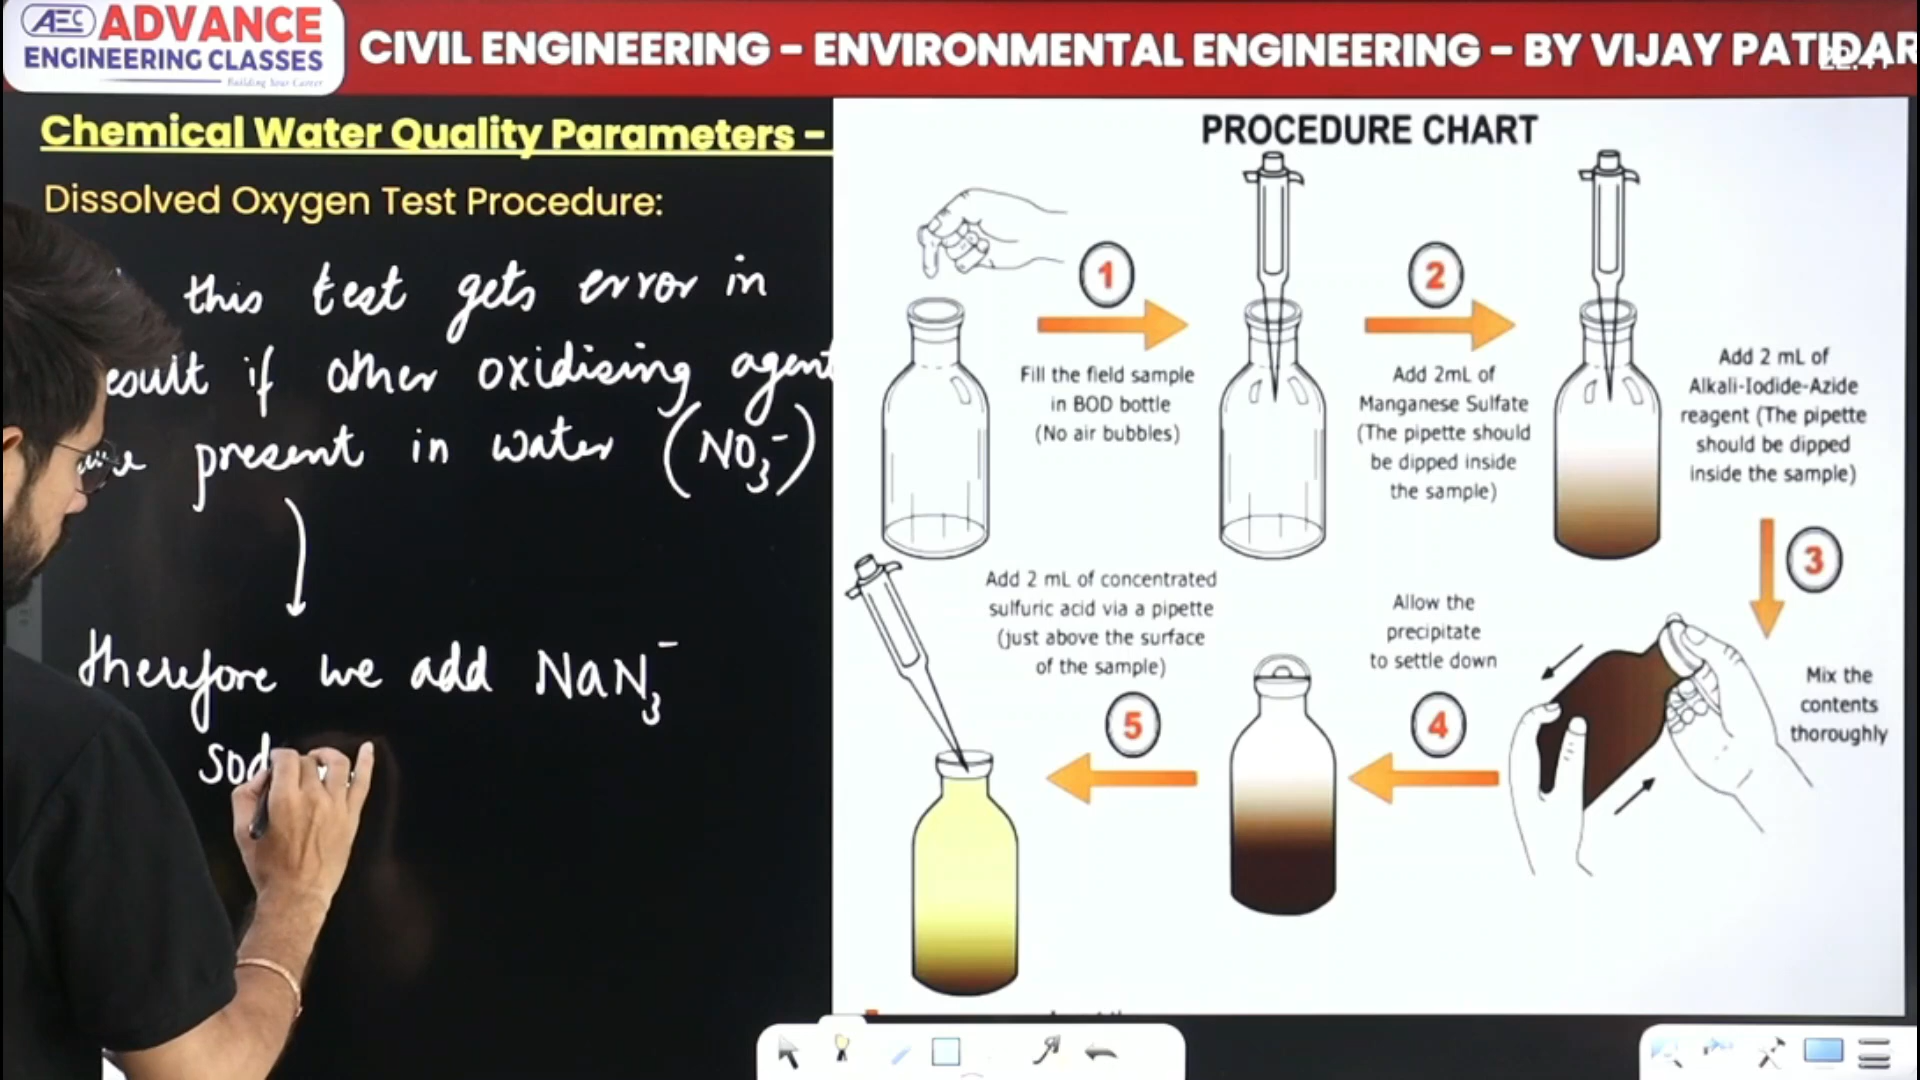 AEC ADVANCE
ENGINEERING CLASSES
Building Your Career
CIVIL ENGINEERING – ENVIRONMENTAL ENGINEERING – BY VIJAY PATIDAR
Chemical Water Quality Parameters –
Dissolved Oxygen Test Procedure:
this test gets error in
esult if other oxidising agent
present in water (NO3-)
therefore we add NaN3-
sod
PROCEDURE CHART
1
Fill the field sample
in BOD bottle
(No air bubbles)
2
Add 2mL of
Manganese Sulfate
(The pipette should
be dipped inside
the sample)
Add 2 mL of
Alkali-Iodide-Azide
reagent (The pipette
should be dipped
inside the sample)
3
Mix the
contents
thoroughly
Allow the
precipitate
to settle down
4
Add 2 mL of concentrated
sulfuric acid via a pipette
(just above the surface
of the sample)
5